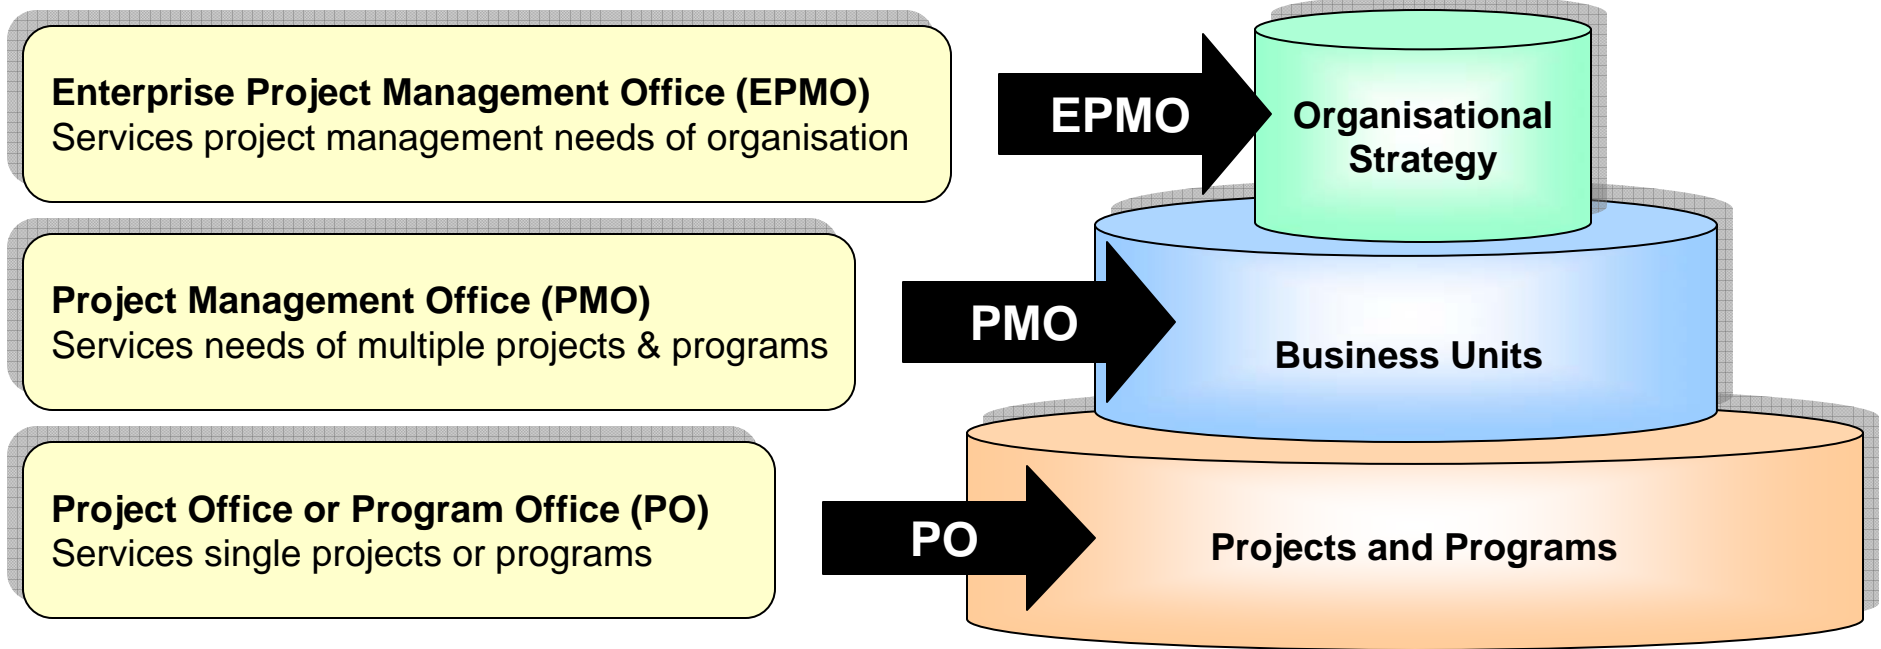 Enterprise Project Management Office (EPMO)
Services project management needs of organisation
EPMO
Organisational
Strategy
Project Management Office (PMO)
Services needs of multiple projects & programs
PMO
Business Units
Project Office or Program Office (PO)
Services single projects or programs
PO
Projects and Programs